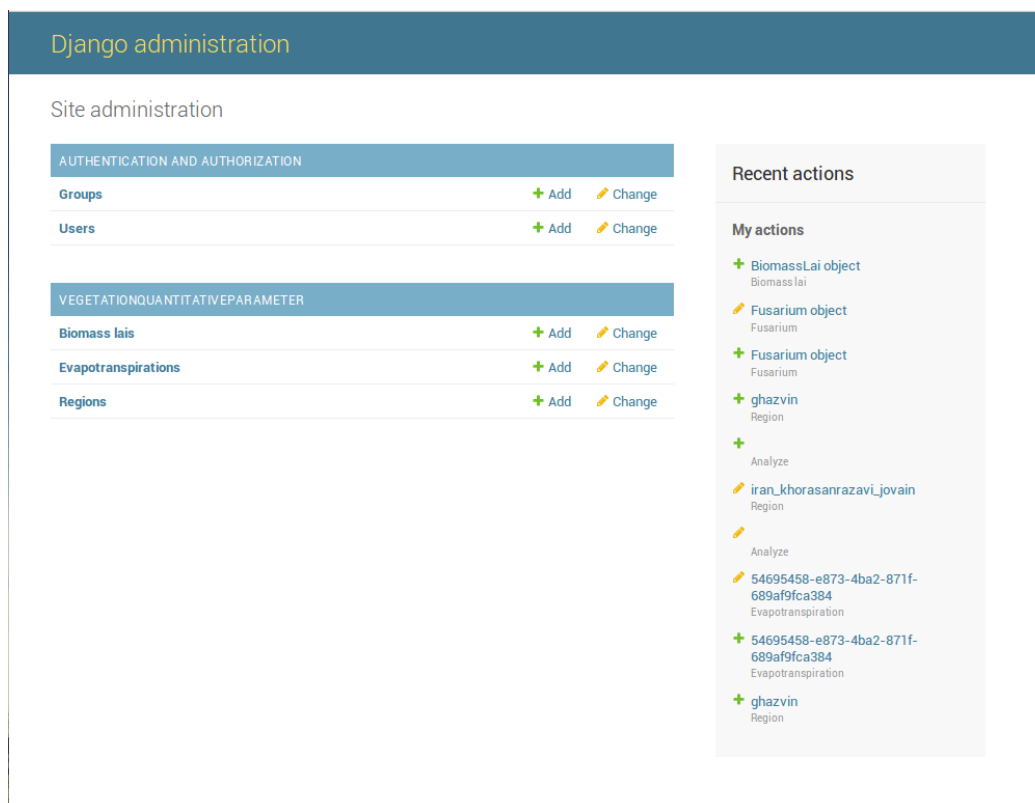 Django administration
Site administration
AUTHENTICATION AND AUTHORIZATION
Groups Add Change
Users Add Change
VEGETATIONQUANTITATIVEPARAMETER
Biomass lais Add Change
Evapotranspirations Add Change
Regions Add Change
Recent actions
My actions
BiomassLai object
Biomass lai
Fusarium object
Fusarium
Fusarium object
Fusarium
ghazvin
Region
Analyze
iran_khorasanrazavi_jovain
Region
Analyze
54695458-e873-4ba2-871f-
689af9fca384
Evapotranspiration
54695458-e873-4ba2-871f-
689af9fca384
Evapotranspiration
ghazvin
Region